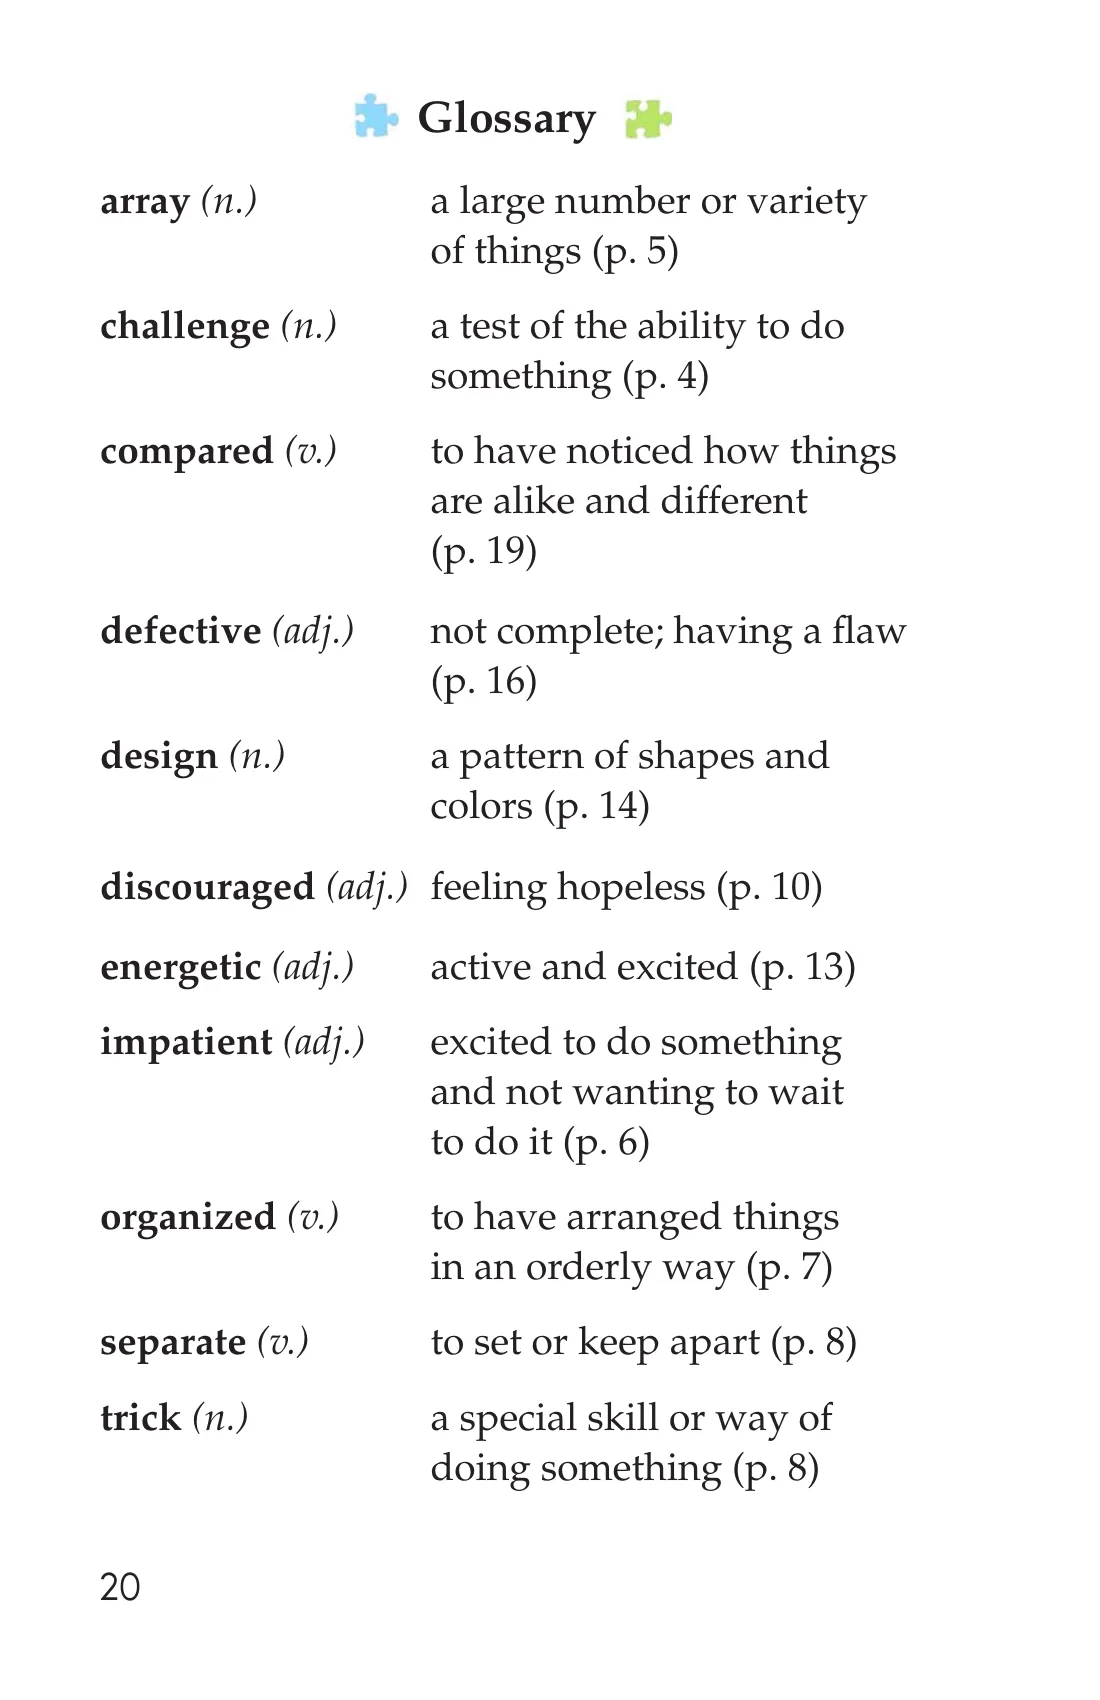 Glossary
array (n.) a large number or variety
of things (p. 5)
challenge (n.) a test of the ability to do
something (p. 4)
compared (v.) to have noticed how things
are alike and different
(p. 19)
defective (adj.) not complete; having a flaw
(p. 16)
design (n.) a pattern of shapes and
colors (p. 14)
discouraged (adj.) feeling hopeless (p. 10)
energetic (adj.) active and excited (p. 13)
impatient (adj.) excited to do something
and not wanting to wait
to do it (p. 6)
organized (v.) to have arranged things
in an orderly way (p. 7)
separate (v.) to set or keep apart (p. 8)
trick (n.) a special skill or way of
doing something (p. 8)
20